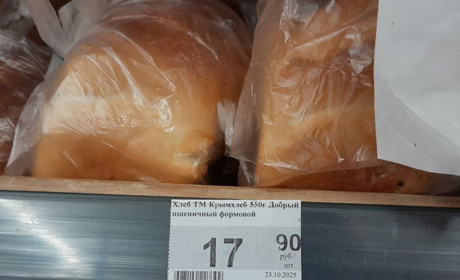 Хлеб ТМ Крымхлеб 550г Добрый
пшеничный формовой
17 90
руб /
шт.
23.10.2025